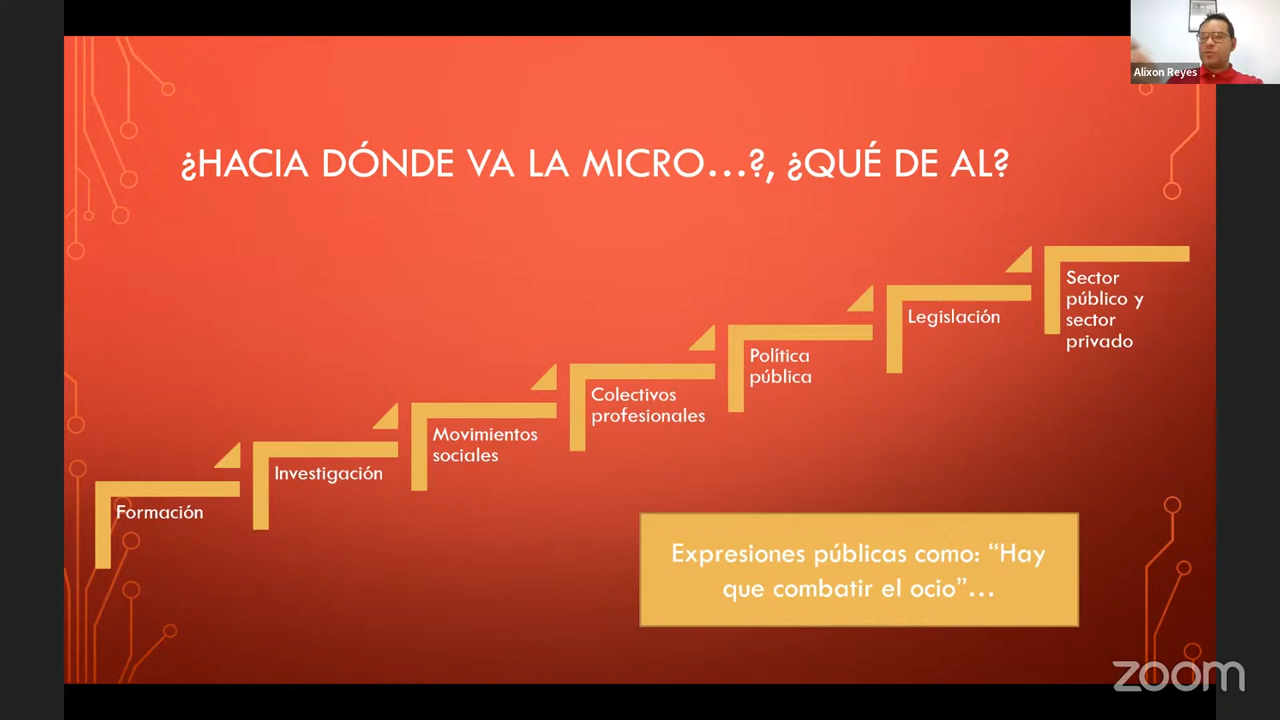 Alixon Reyes
¿HACIA DÓNDE VA LA MICRO...?, ¿QUÉ DE AL?
Formación
Investigación
Movimientos
sociales
Colectivos
profesionales
Política
pública
Legislación
Sector
público y
sector
privado
Expresiones públicas como: “Hay
que combatir el ocio”...
zoom